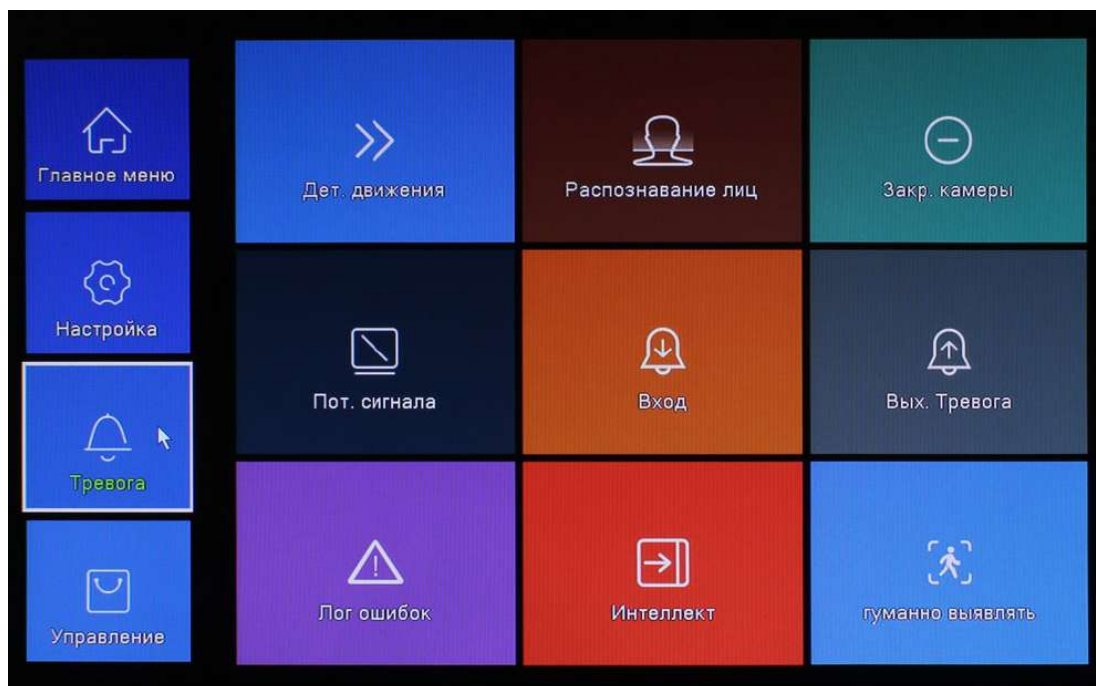 Главное меню
Настройка
Тревога
Управление
Дет. движения
Распознавание лиц
Закр. камеры
Пот. сигнала
Вход
Вых. Тревога
Лог ошибок
Интеллект
гуманно выявлять